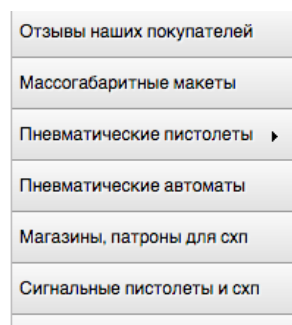 Отзывы наших покупателей
Массогабаритные макеты
Пневматические пистолеты
Пневматические автоматы
Магазины, патроны для схп
Сигнальные пистолеты и схп